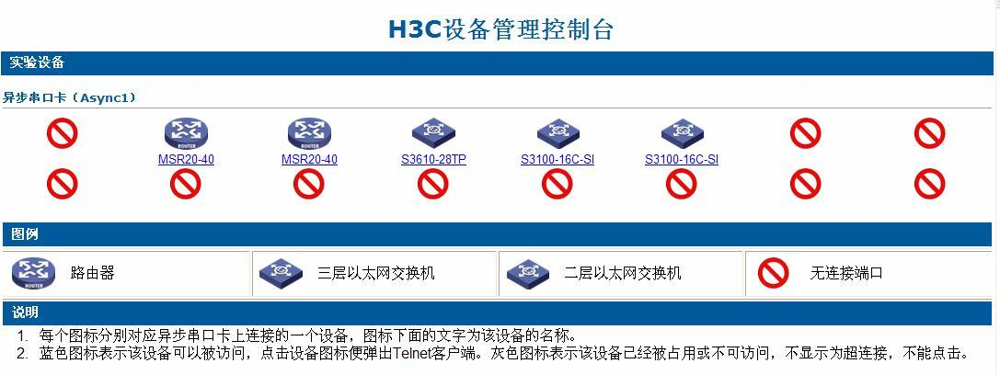 H3C设备管理控制台
实验设备
异步串口卡（Async1）
ROUTER ROUTER
MSR20-40 MSR20-40 S3610-28TP S3100-16C-SI S3100-16C-SI
图例
ROUTER 路由器 三层以太网交换机 二层以太网交换机 无连接端口
说明
1. 每个图标分别对应异步串口卡上连接的一个设备，图标下面的文字为该设备的名称。
2. 蓝色图标表示该设备可以被访问，点击设备图标便弹出Telnet客户端。灰色图标表示该设备已经被占用或不可访问，不显示为超连接，不能点击。